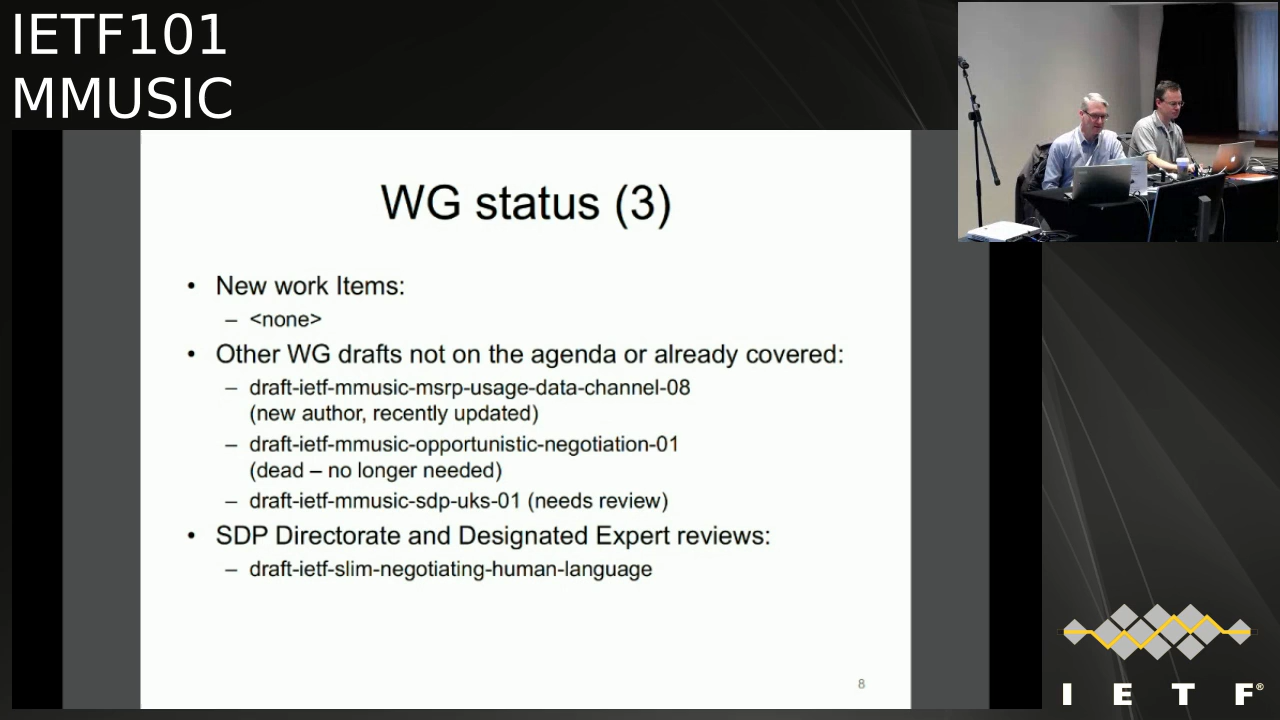 IETF101
MMUSIC
WG status (3)
• New work Items:
– <none>
• Other WG drafts not on the agenda or already covered:
– draft-ietf-mmusic-msrp-usage-data-channel-08
(new author, recently updated)
– draft-ietf-mmusic-opportunistic-negotiation-01
(dead – no longer needed)
– draft-ietf-mmusic-sdp-uks-01 (needs review)
• SDP Directorate and Designated Expert reviews:
– draft-ietf-slim-negotiating-human-language
8
I E T F®